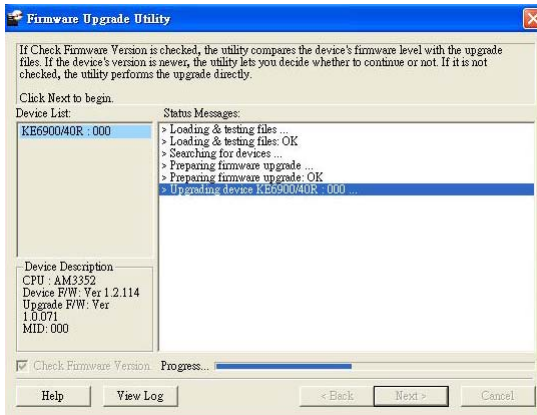 Firmware Upgrade Utility
If Check Firmware Version is checked, the utility compares the device's firmware level with the upgrade
files. If the device's version is newer, the utility lets you decide whether to continue or not. If it is not
checked, the utility performs the upgrade directly.
Click Next to begin.
Device List:
KE6900/40R : 000
Status Messages:
> Loading & testing files ...
> Loading & testing files: OK
> Searching for devices ...
> Preparing firmware upgrade ...
> Preparing firmware upgrade: OK
> Upgrading device KE6900/40R : 000 ...
Device Description
CPU : AM3352
Device F/W: Ver 1.2.114
Upgrade F/W: Ver
1.0.071
MID: 000
Check Firmware Version
Progress...
Help
View Log
< Back
Next >
Cancel